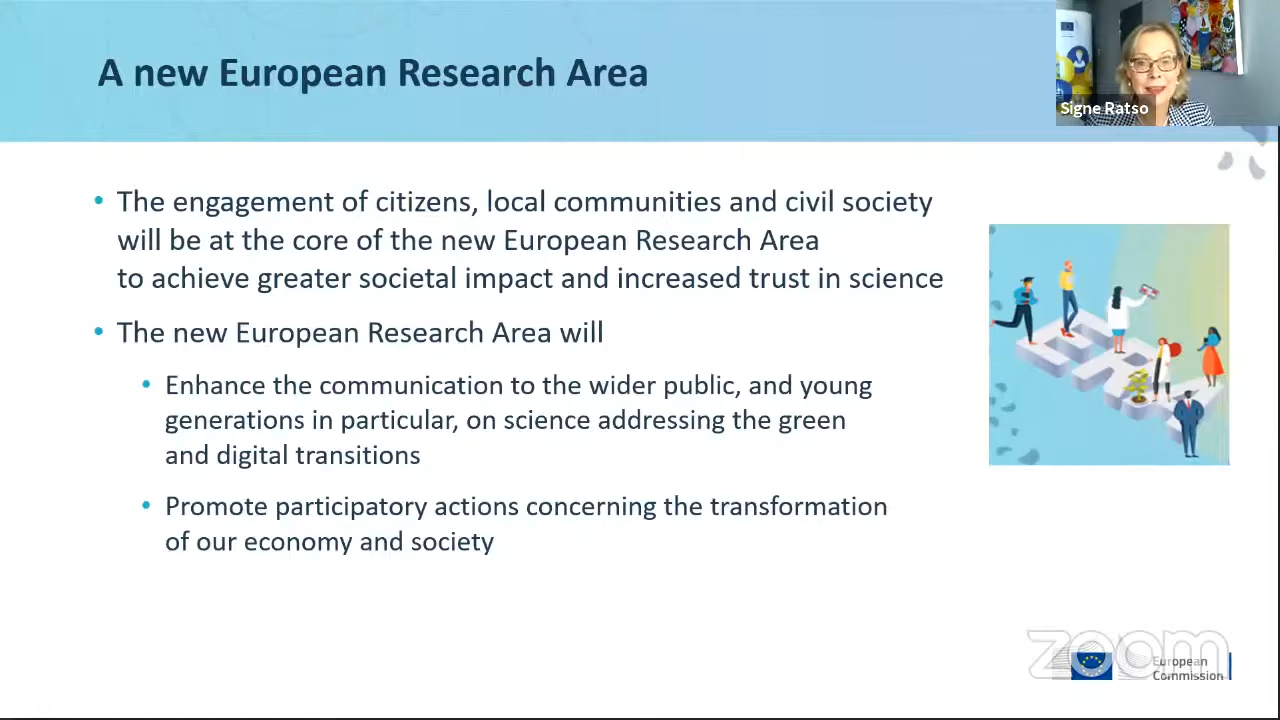 A new European Research Area
Signe Ratso
• The engagement of citizens, local communities and civil society
will be at the core of the new European Research Area
to achieve greater societal impact and increased trust in science
• The new European Research Area will
• Enhance the communication to the wider public, and young
generations in particular, on science addressing the green
and digital transitions
• Promote participatory actions concerning the transformation
of our economy and society
ERA
zoom
European
Commission